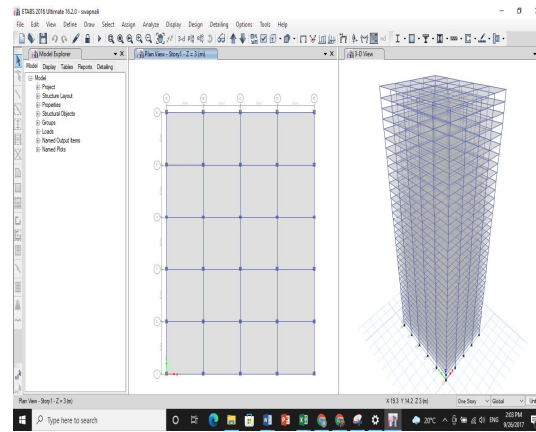 ETABS 2016 Ultimate 16.2.0 - swapnali
File Edit View Define Draw Select Assign Analyze Display Design Detailing Options Tools Help
Model Explorer
Plan View - Story1 - Z = 3 (m)
3-D View
Model Display Tables Reports Detailing
Model
Project
Structure Layout
Properties
Structural Objects
Groups
Loads
Named Output Items
Named Plots
Plan View - Story1 - Z = 3 (m)
X 19.3 Y 14.2 Z 3 (m)
One Story
Global
Type here to search
20°C
ENG
2:03 PM
9/26/2017